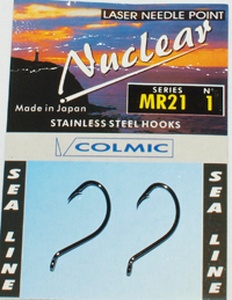 LASER NEEDLE POINT
Nuclear
SERIES N°
MR21 1
Made in Japan
STAINLESS STEEL HOOKS
COLMIC
SEA LINE
SEA LINE